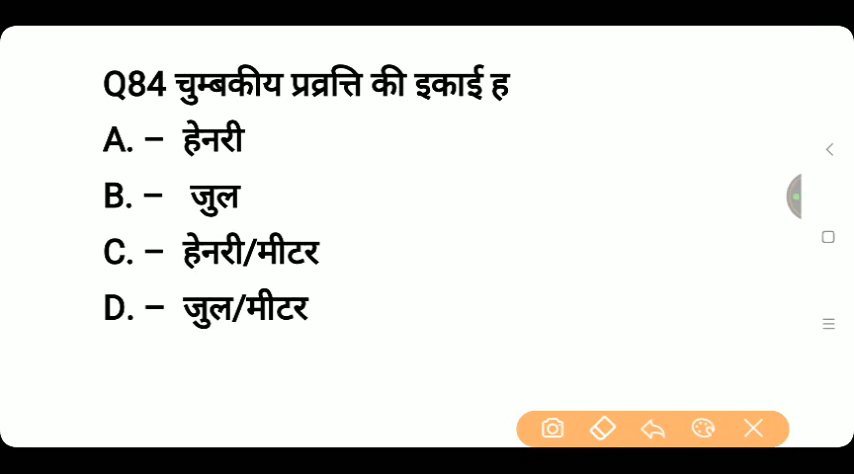 Q84 चुम्बकीय प्रव्रत्ति की इकाई ह
A. – हेनरी
B. – जुल
C. – हेनरी/मीटर
D. – जुल/मीटर